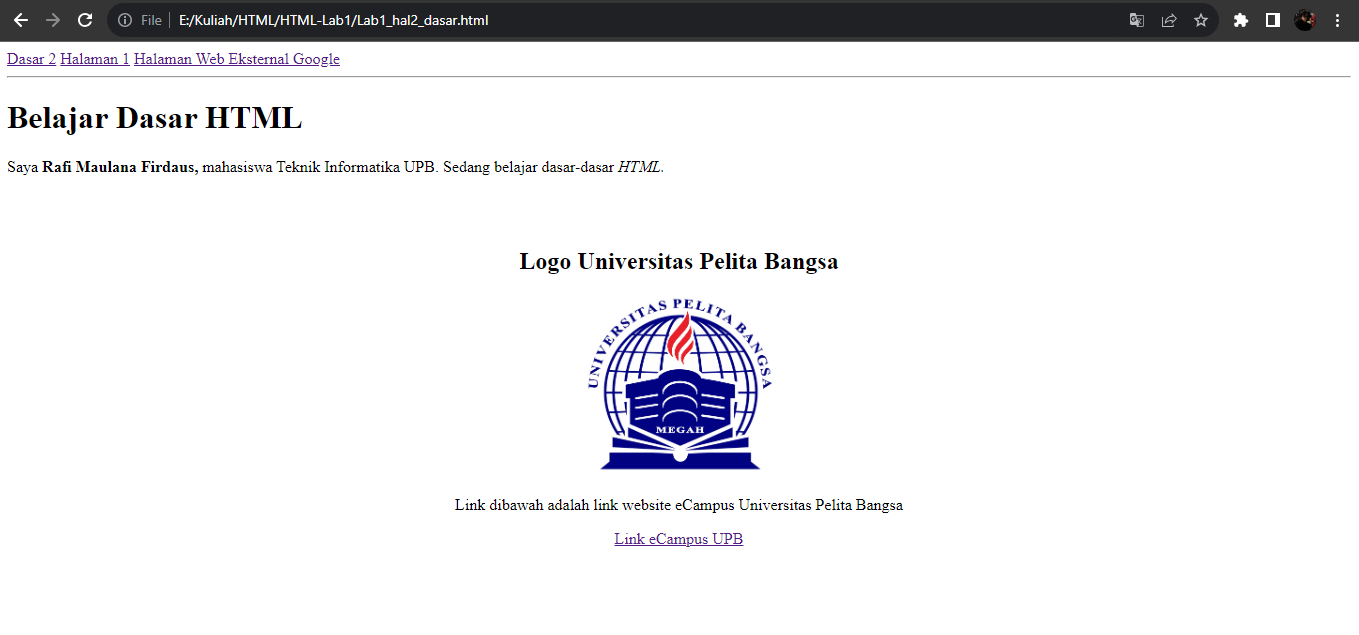 File E:/Kuliah/HTML/HTML-Lab1/Lab1_hal2_dasar.html
Dasar 2 Halaman 1 Halaman Web Eksternal Google
Belajar Dasar HTML
Saya Rafi Maulana Firdaus, mahasiswa Teknik Informatika UPB. Sedang belajar dasar-dasar HTML.
Logo Universitas Pelita Bangsa
UNIVERSITAS PELITA BANGSA
MEGAH
Link dibawah adalah link website eCampus Universitas Pelita Bangsa
Link eCampus UPB